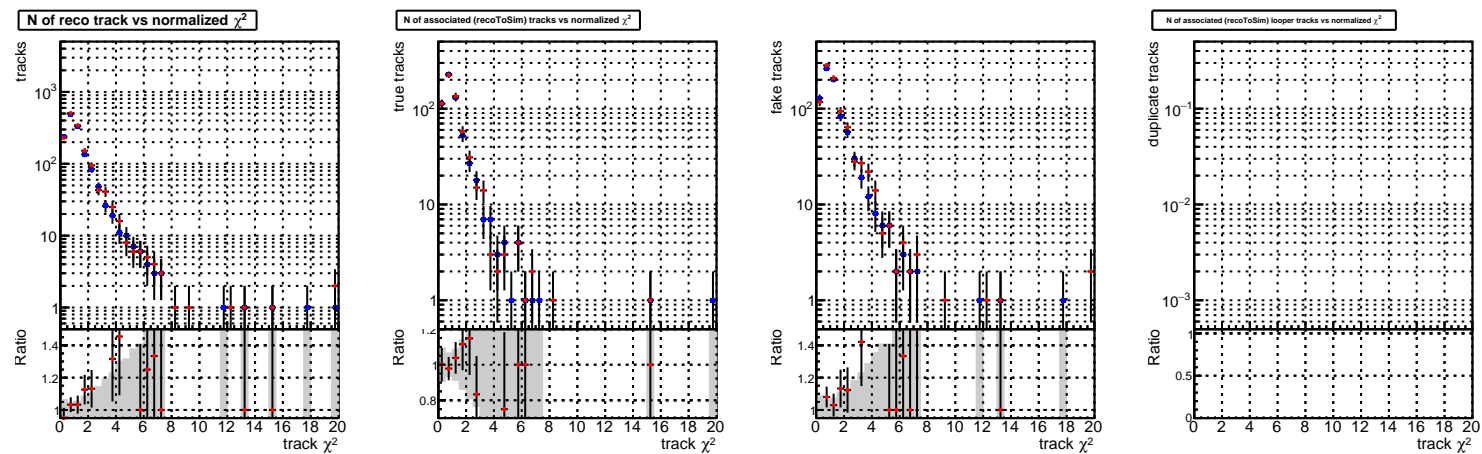 N of reco track vs normalized χ²
tracks
10³
10²
10
1
Ratio
1.4
1.2
1
0 2 4 6 8 10 12 14 16 18 20
track χ²
N of associated (recoToSim) tracks vs normalized χ²
true tracks
10²
10
1
Ratio
1.2
1
0.8
0 2 4 6 8 10 12 14 16 18 20
track χ²
fake tracks
10²
10
1
Ratio
1.4
1.2
1
0 2 4 6 8 10 12 14 16 18 20
track χ²
N of associated (recoToSim) looper tracks vs normalized χ²
duplicate tracks
10⁻¹
10⁻²
10⁻³
Ratio
1
0.5
0
0 2 4 6 8 10 12 14 16 18 20
track χ²